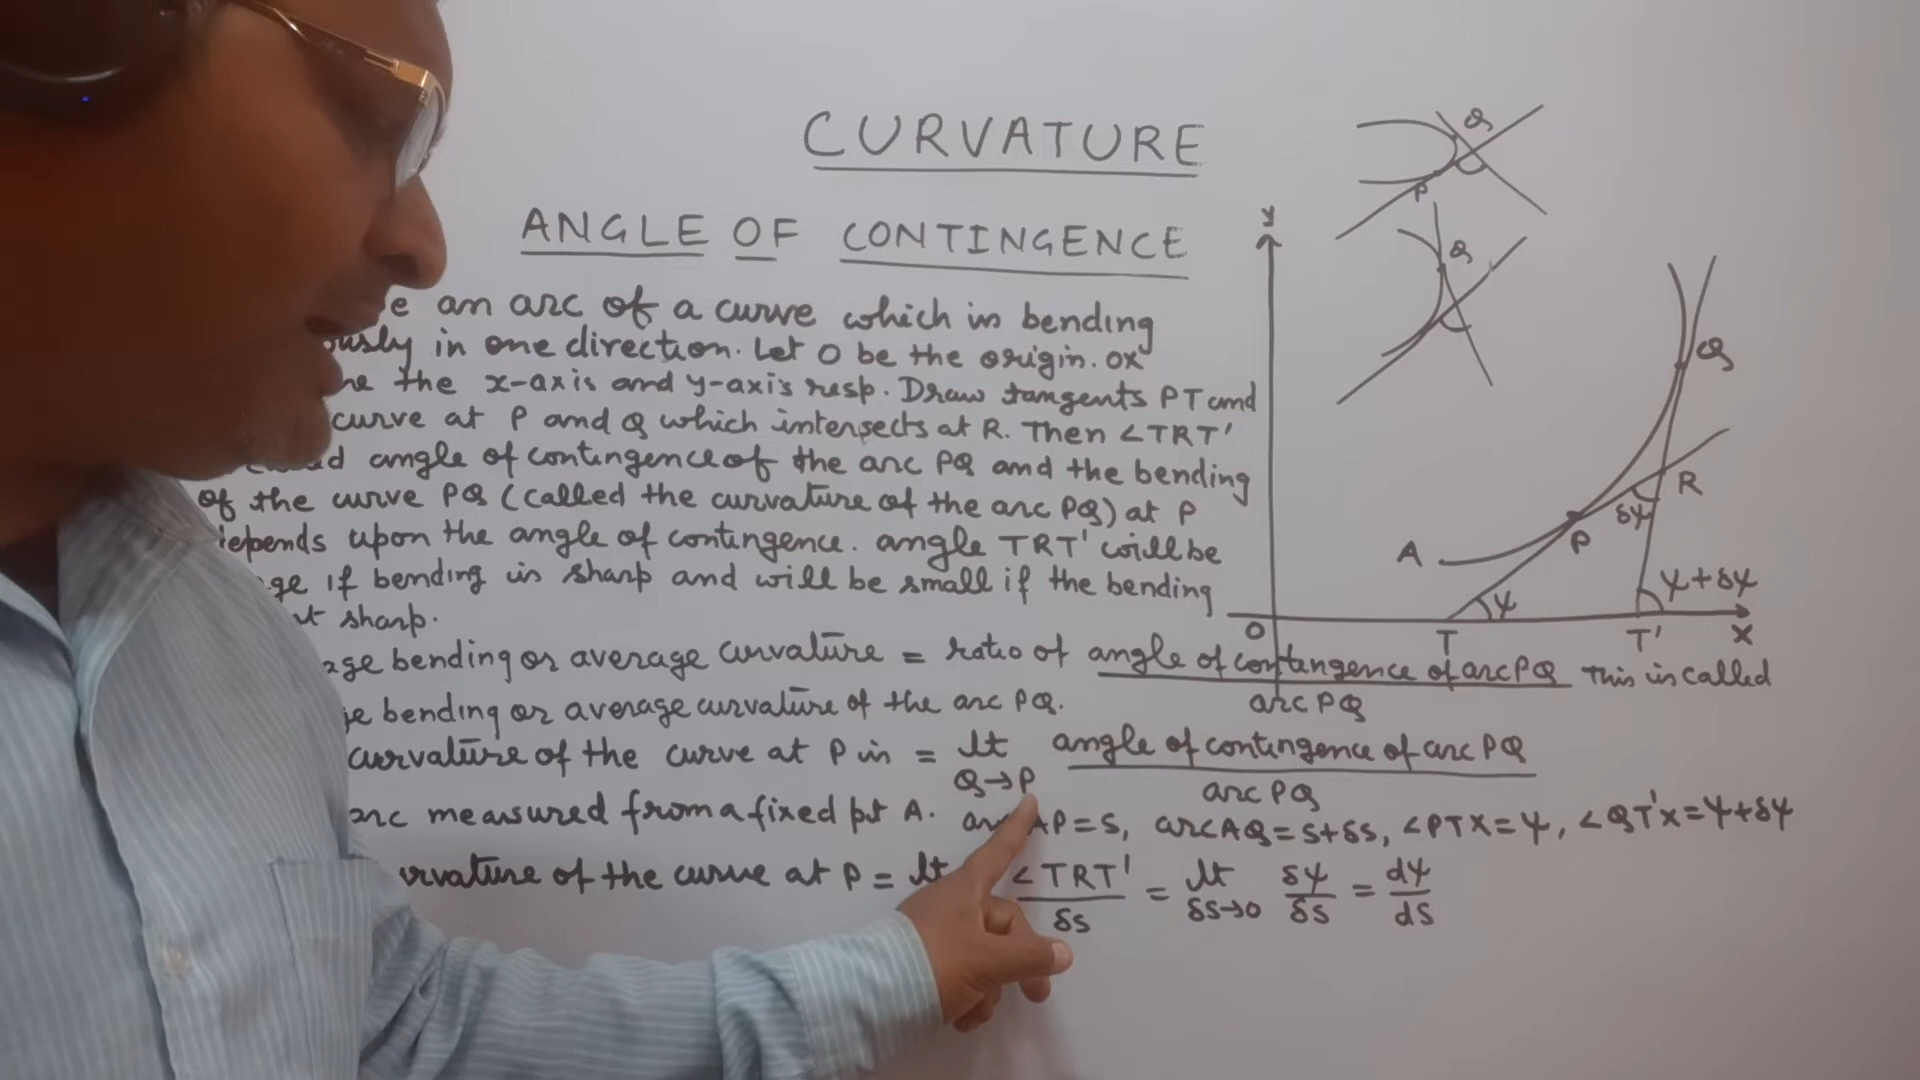 CURVATURE
ANGLE OF CONTINGENCE
an arc of a curve which is bending
in one direction. Let O be the origin. OX
the x-axis and y-axis resp. Draw tangents PT and
curve at P and Q which intersects at R. Then ∠TRT'
angle of contingence of the arc PQ and the bending
of the curve PQ (called the curvature of the arc PQ) at P
depends upon the angle of contingence. angle TRT' will be
if bending is sharp and will be small if the bending
sharp.
bending or average curvature = ratio of angle of contangence of arc PQ / arc PQ This is called
bending or average curvature of the arc PQ.
curvature of the curve at P is = lt Q→P angle of contingence of arc PQ / arc PQ
arc measured from a fixed pt A. arc AP=S, arc AQ=S+δS, ∠PTX=ψ, ∠QT'X=ψ+δψ
of the curve at P = lt ∠TRT' / δS = lt δS→0 δψ/δS = dψ/dS
Q
P
Q
y
Q
R
δψ
P
A
ψ
ψ+δψ
O
T
T'
X